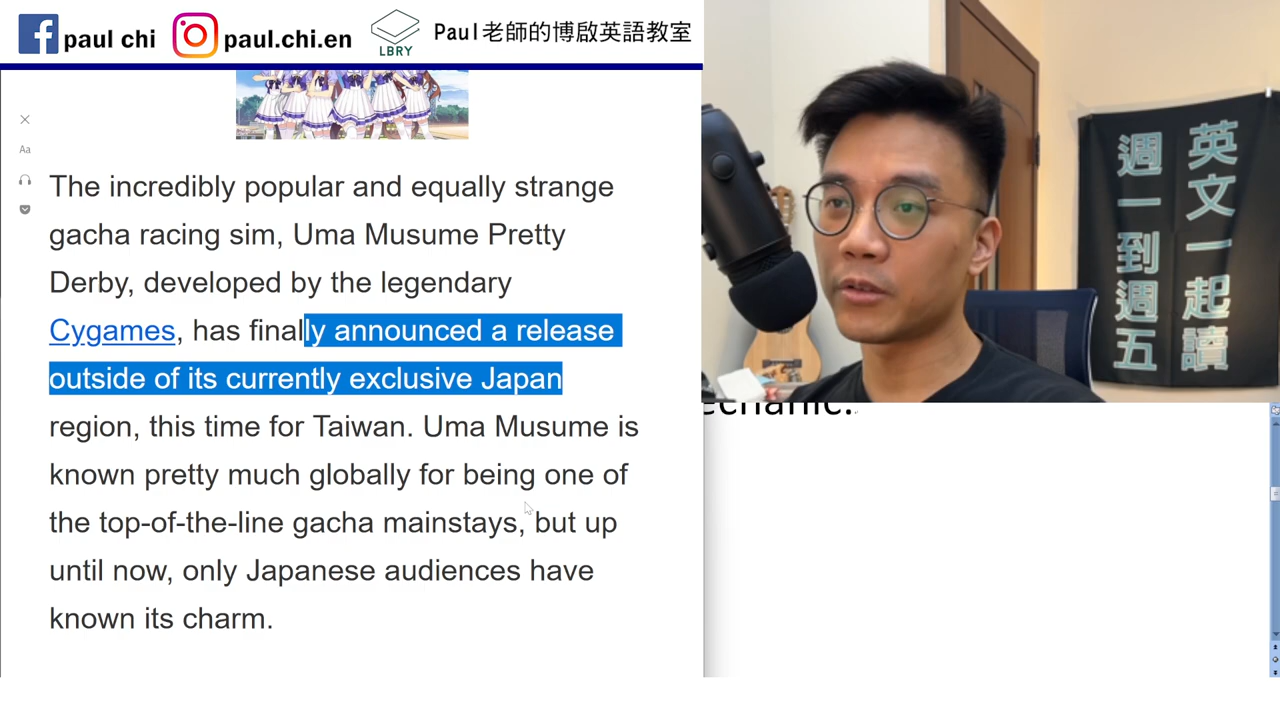 paul chi
paul.chi.en
LBRY
Paul老師的博啟英語教室
Aa
The incredibly popular and equally strange
gacha racing sim, Uma Musume Pretty
Derby, developed by the legendary
Cygames, has finally announced a release
outside of its currently exclusive Japan
region, this time for Taiwan. Uma Musume is
known pretty much globally for being one of
the top-of-the-line gacha mainstays, but up
until now, only Japanese audiences have
known its charm.
英文一起讀
週一到週五